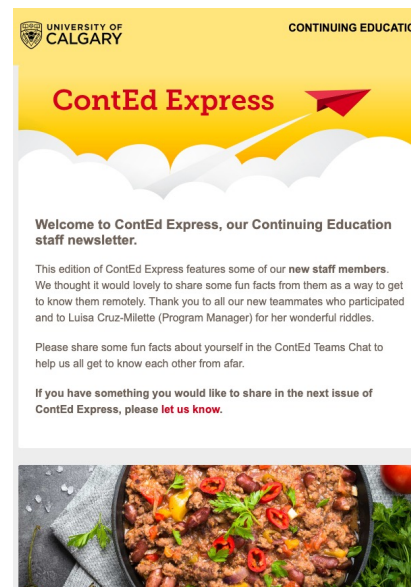 UNIVERSITY OF
CALGARY
CONTINUING EDUCATIO
ContEd Express
Welcome to ContEd Express, our Continuing Education
staff newsletter.
This edition of ContEd Express features some of our new staff members.
We thought it would lovely to share some fun facts from them as a way to get
to know them remotely. Thank you to all our new teammates who participated
and to Luisa Cruz-Milette (Program Manager) for her wonderful riddles.
Please share some fun facts about yourself in the ContEd Teams Chat to
help us all get to know each other from afar.
If you have something you would like to share in the next issue of
ContEd Express, please let us know.